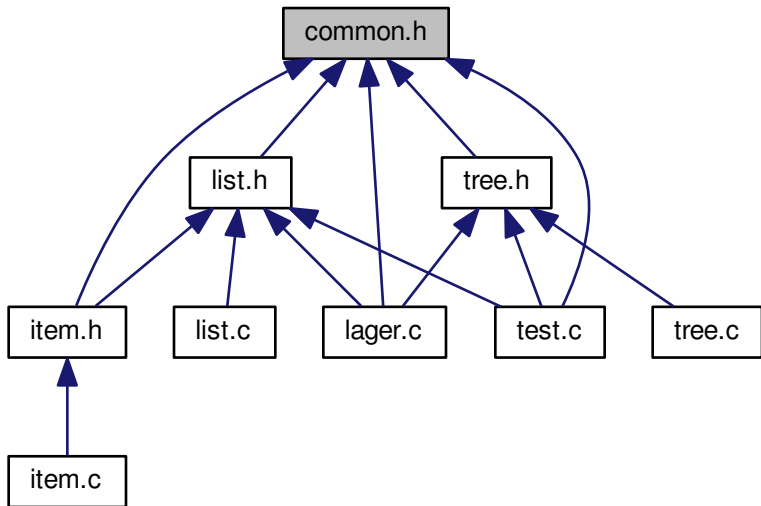 common.h
list.h
tree.h
item.h
list.c
lager.c
test.c
tree.c
item.c